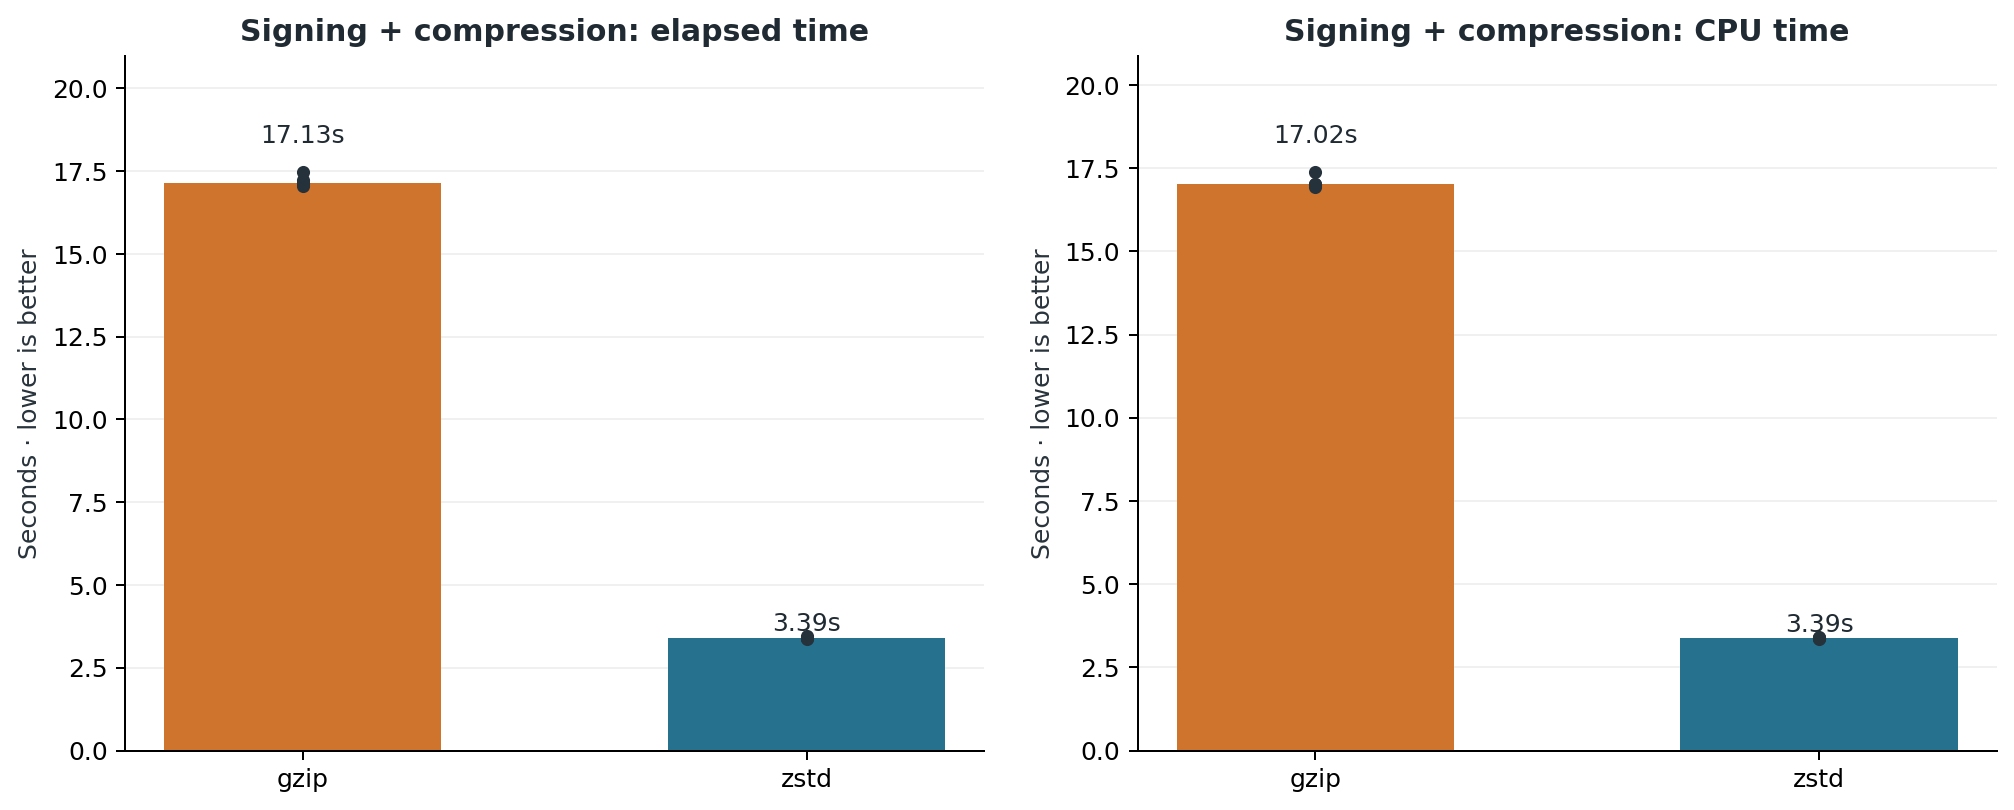 Signing + compression: elapsed time
Seconds · lower is better
20.0
17.5
15.0
12.5
10.0
7.5
5.0
2.5
0.0
17.13s
3.39s
gzip
zstd
Signing + compression: CPU time
Seconds · lower is better
20.0
17.5
15.0
12.5
10.0
7.5
5.0
2.5
0.0
17.02s
3.39s
gzip
zstd